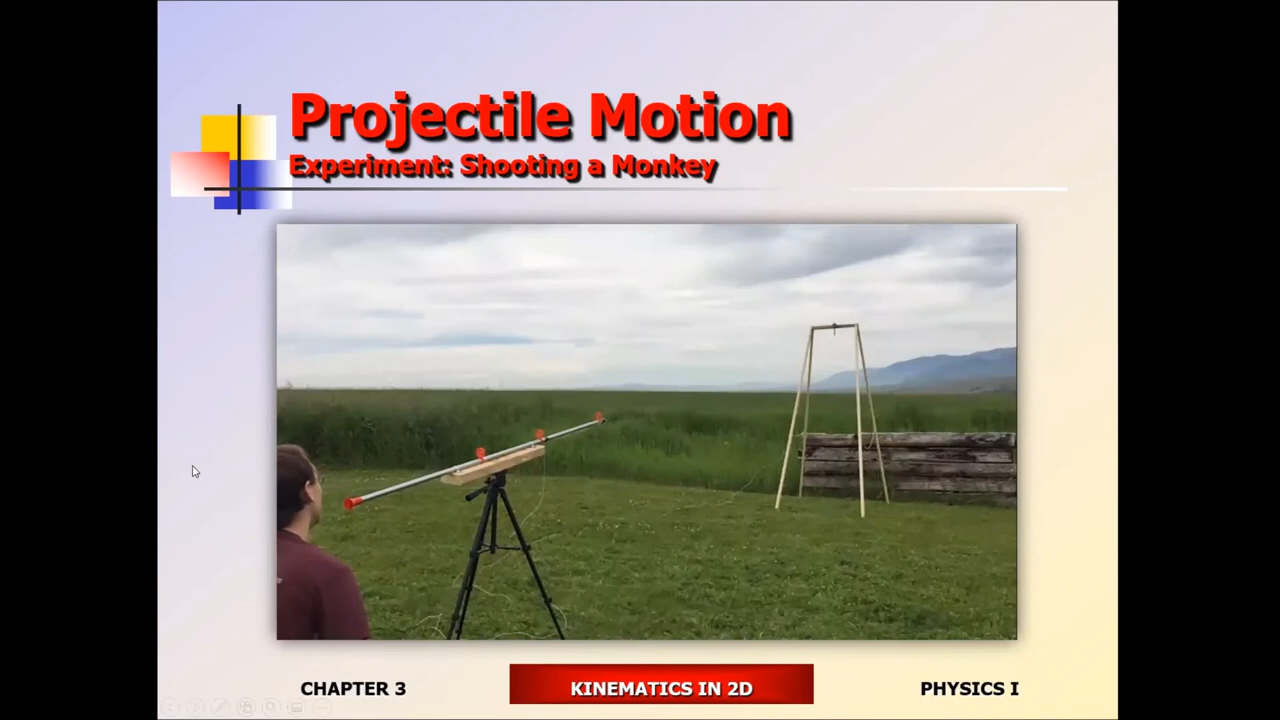 Projectile Motion
Experiment: Shooting a Monkey
CHAPTER 3
KINEMATICS IN 2D
PHYSICS I